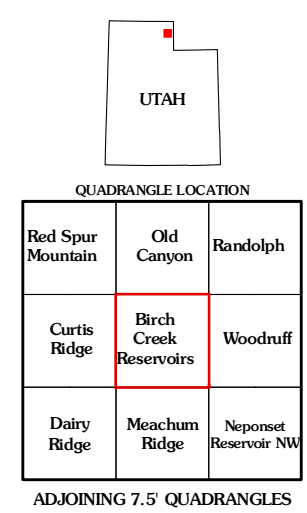 UTAH
QUADRANGLE LOCATION
Red Spur
Mountain
Old
Canyon
Randolph
Curtis
Ridge
Birch
Creek
Reservoirs
Woodruff
Dairy
Ridge
Meachum
Ridge
Neponset
Reservoir NW
ADJOINING 7.5' QUADRANGLES